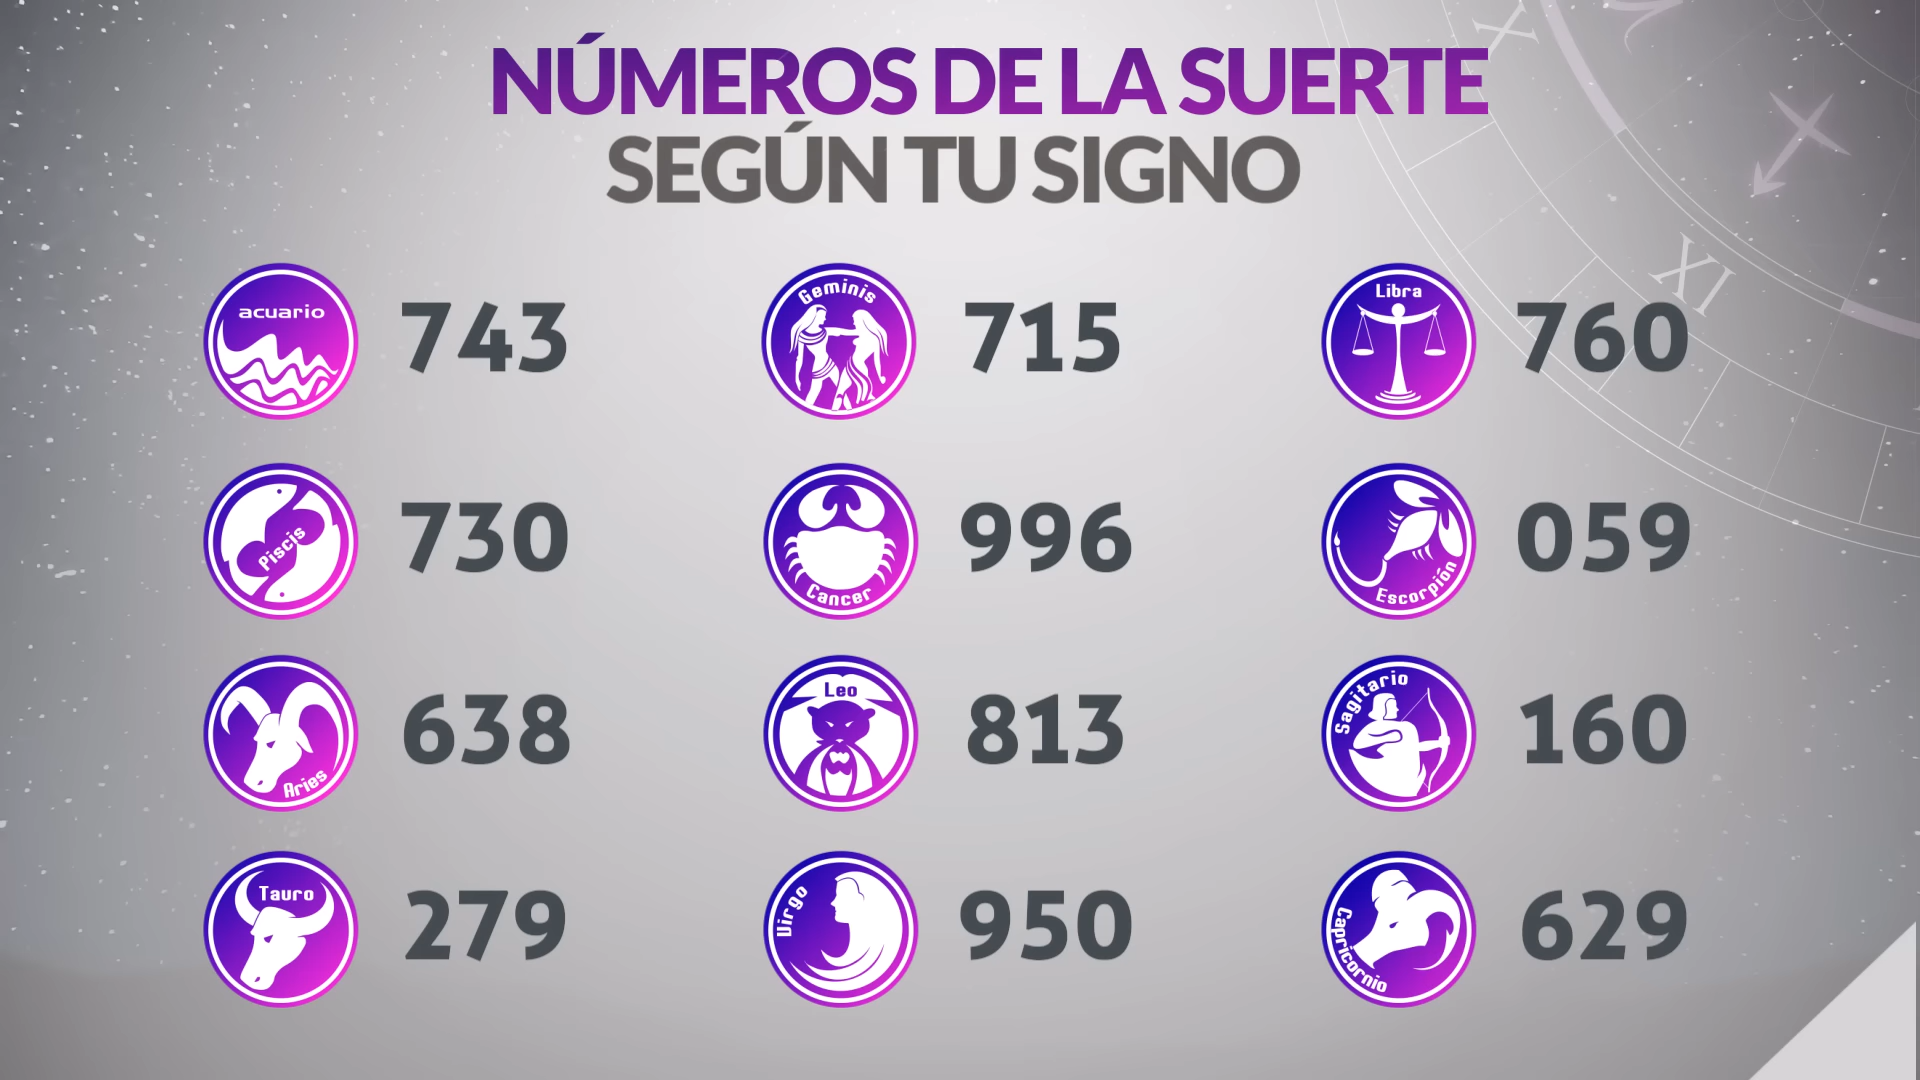 NÚMEROS DE LA SUERTE
SEGÚN TU SIGNO
acuario 743
Geminis 715
Libra 760
XI
X
Piscis 730
Cancer 996
Escorpión 059
Aries 638
Leo 813
Sagitario 160
Tauro 279
Virgo 950
Capricornio 629